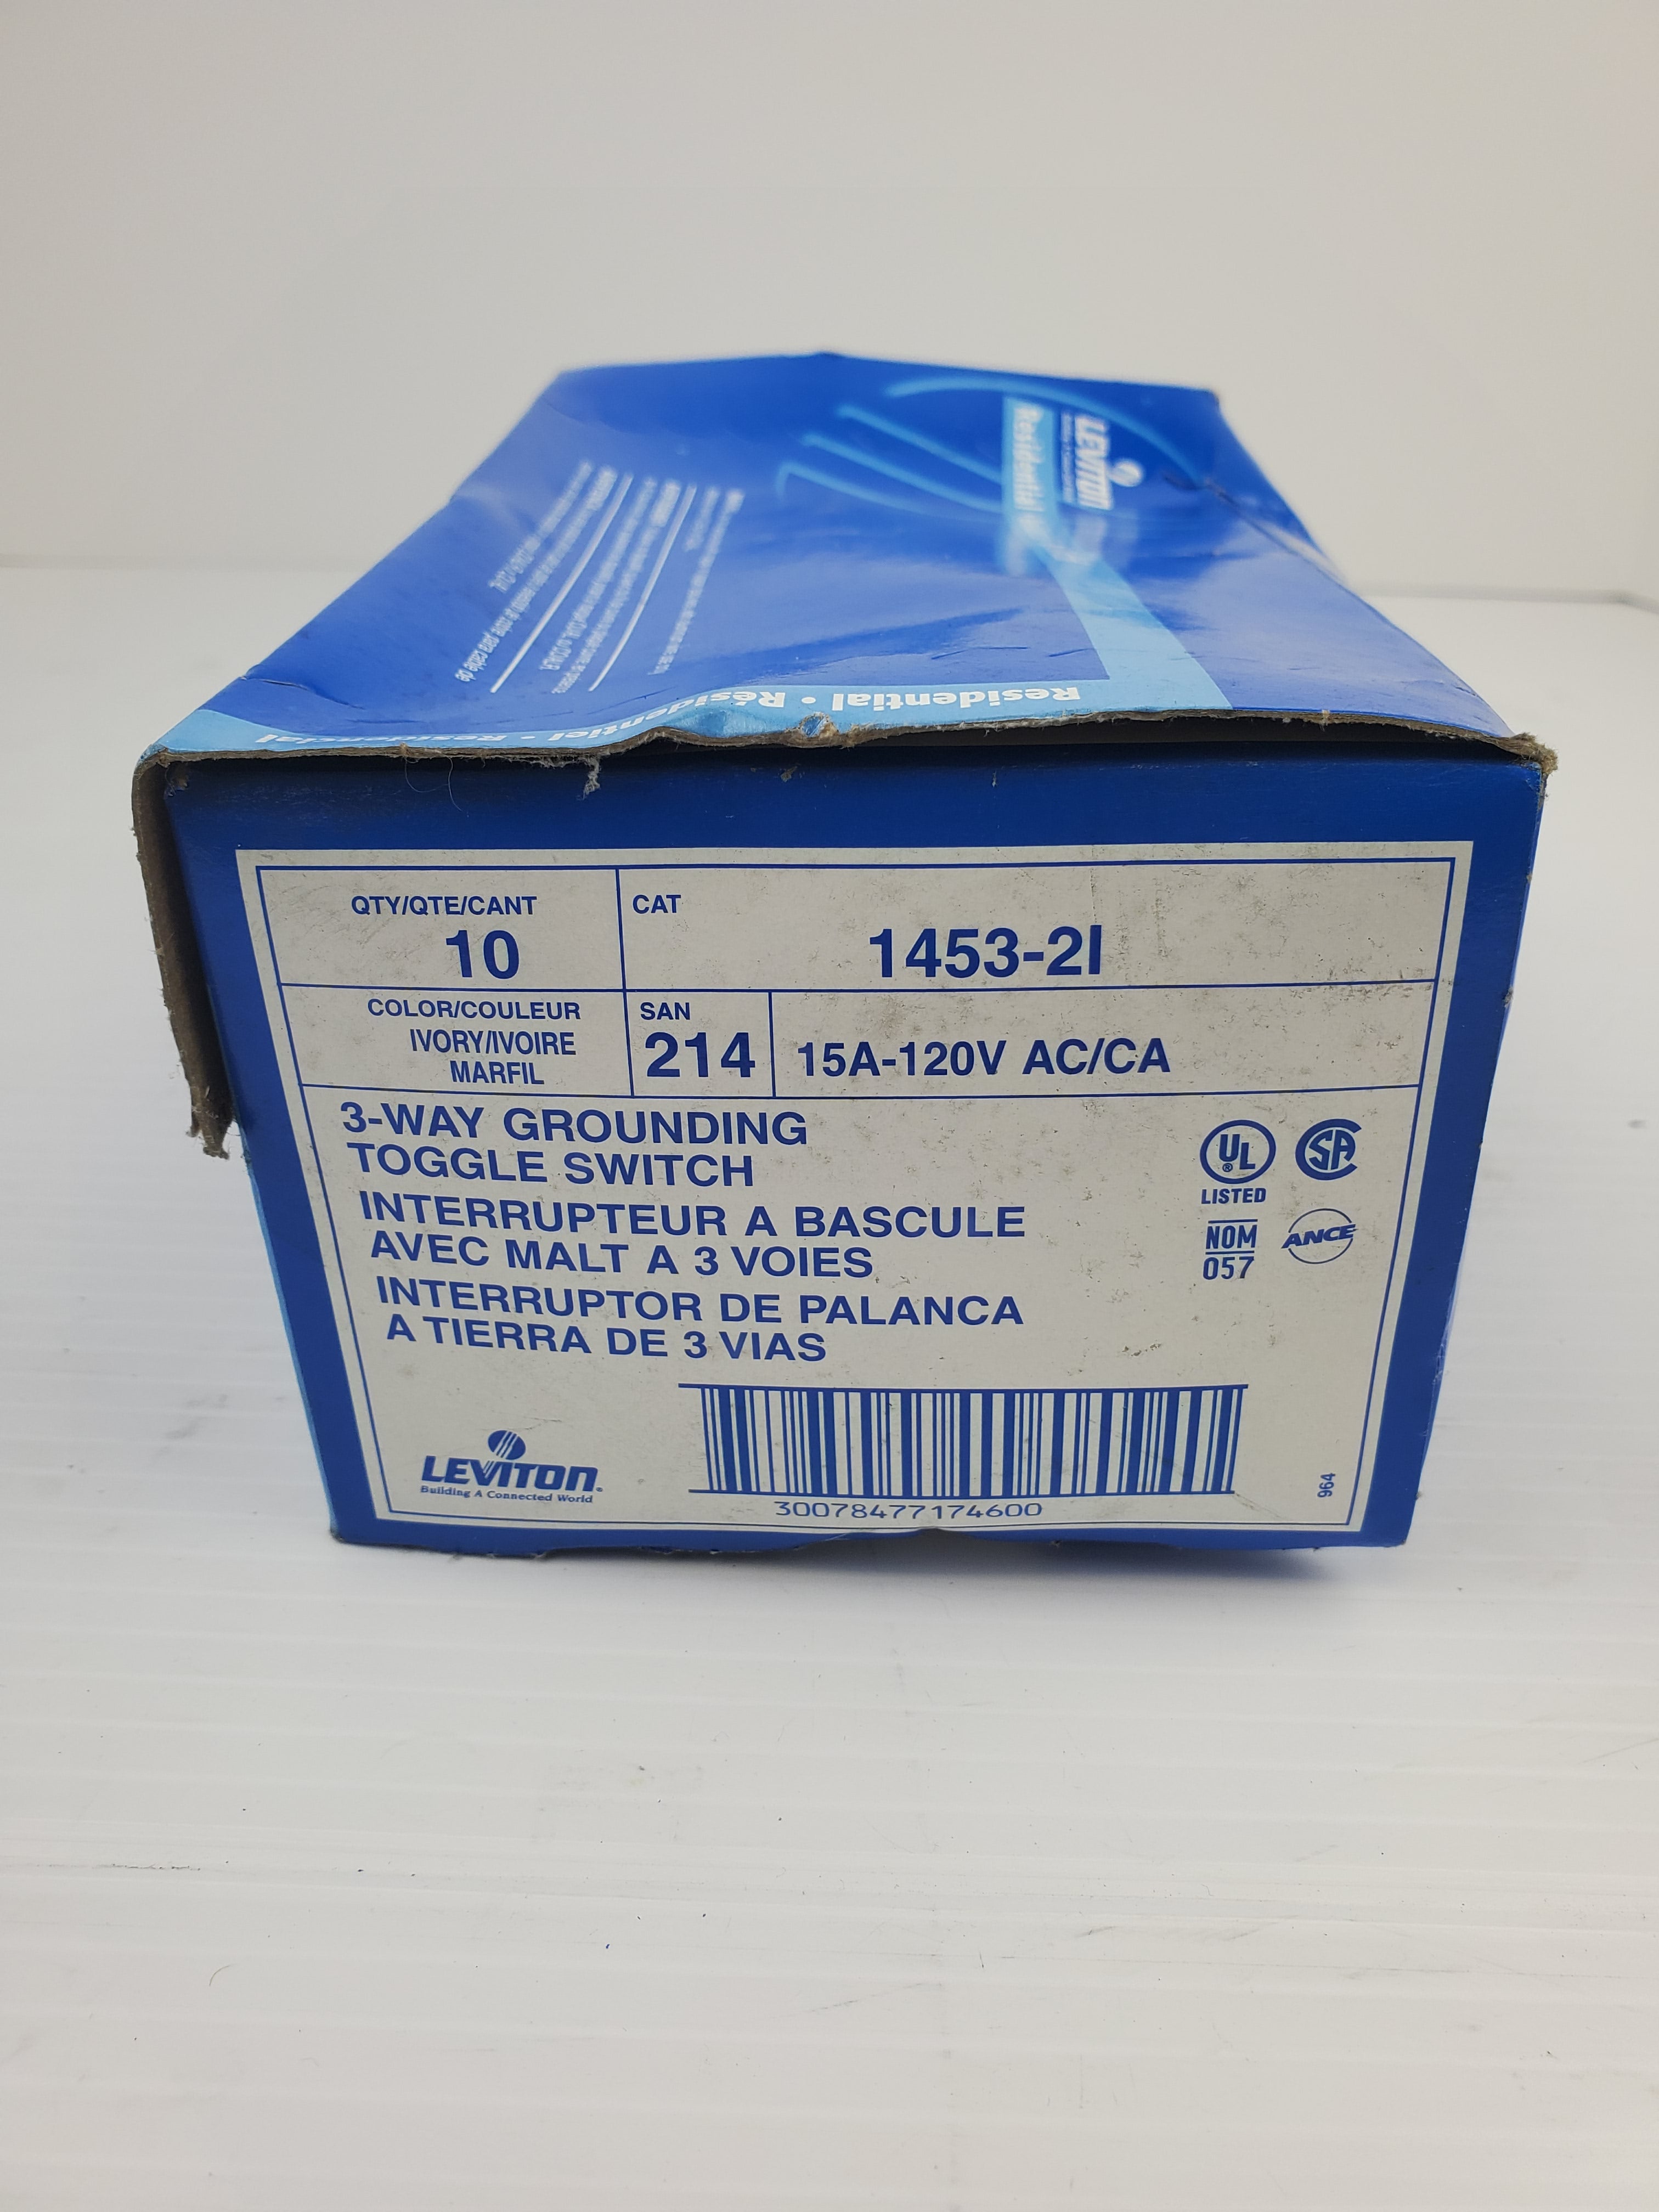 LEVITON
Residential
Residential • Résidentiel • Residencial
QTY/QTE/CANT
10
CAT
1453-2I
COLOR/COULEUR
IVORY/IVOIRE
MARFIL
SAN
214
15A-120V AC/CA
3-WAY GROUNDING
TOGGLE SWITCH
INTERRUPTEUR A BASCULE
AVEC MALT A 3 VOIES
INTERRUPTOR DE PALANCA
A TIERRA DE 3 VIAS
UL
®
LISTED
SA
NOM
057
ANCE
LEVITON®
Building A Connected World
30078477174600
964